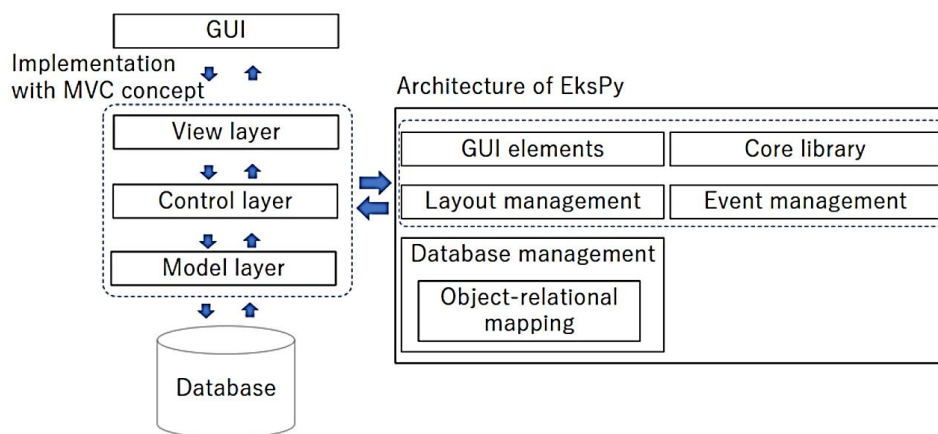 GUI
Implementation
with MVC concept
View layer
Control layer
Model layer
Database
Architecture of EksPy
GUI elements
Core library
Layout management
Event management
Database management
Object-relational
mapping